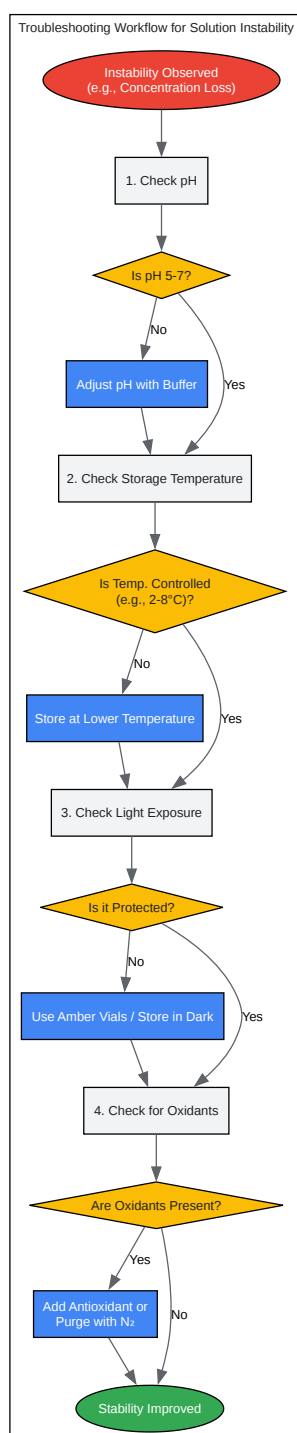 Troubleshooting Workflow for Solution Instability
Instability Observed
(e.g., Concentration Loss)
1. Check pH
Is pH 5-7?
No
Yes
Adjust pH with Buffer
2. Check Storage Temperature
Is Temp. Controlled
(e.g., 2-8°C)?
No
Yes
Store at Lower Temperature
3. Check Light Exposure
Is it Protected?
No
Yes
Use Amber Vials / Store in Dark
4. Check for Oxidants
Are Oxidants Present?
Yes
No
Add Antioxidant or
Purge with N₂
Stability Improved